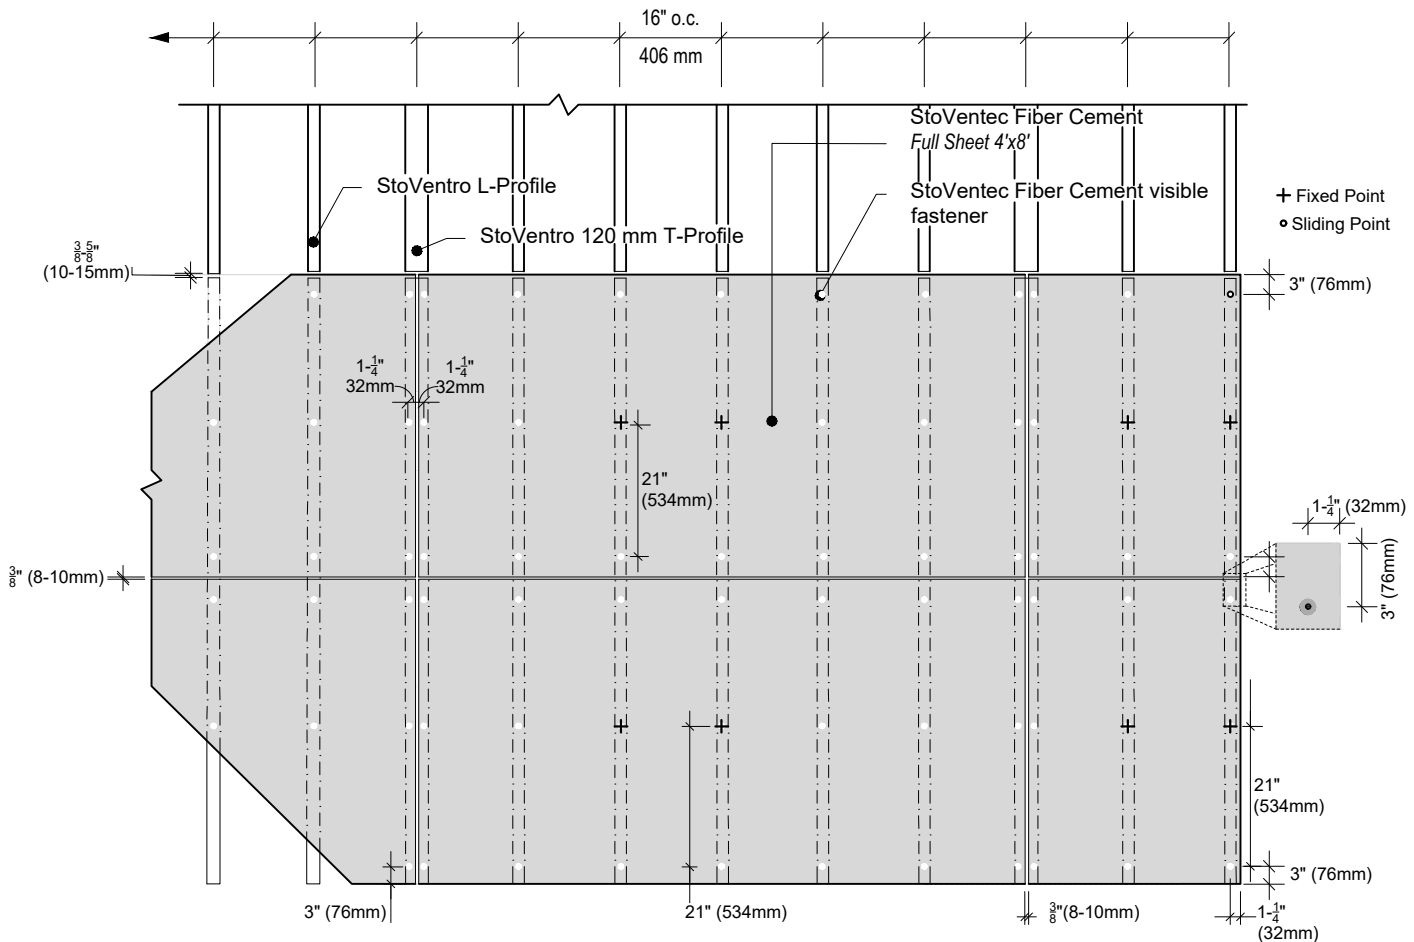 16" o.c.
406 mm
StoVentec Fiber Cement
Full Sheet 4'x8'
StoVentro L-Profile
StoVentec Fiber Cement visible
fastener
+ Fixed Point
Sliding Point
StoVentro 120 mm T-Profile
3/8 5/8"
(10-15mm)
3" (76mm)
1-1/4"
32mm
1-1/4"
32mm
21"
(534mm)
1-1/4" (32mm)
3" (76mm)
3/8" (8-10mm)
21"
(534mm)
3" (76mm)
3" (76mm)
21" (534mm)
3/8"(8-10mm)
1-1/4"
(32mm)